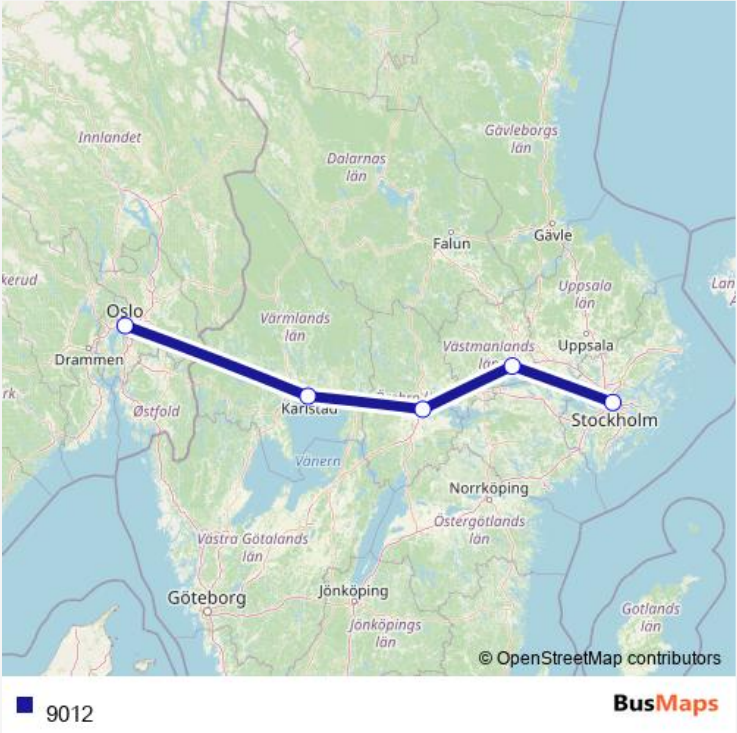 Innlandet
Gävleborgs
län
Dalarnas
län
Falun
Gävle
kerud
Uppsala
län
Lan
Oslo
Värmlands
län
Västmanlands
län
Uppsala
Drammen
rk
Østfold
Karlstad
Stockholm
Vänern
Norrköping
Östergötlands
län
Västra Götalands
län
Göteborg
Jönköping
Jönköpings
län
Gotlands
län
© OpenStreetMap contributors
9012
BusMaps